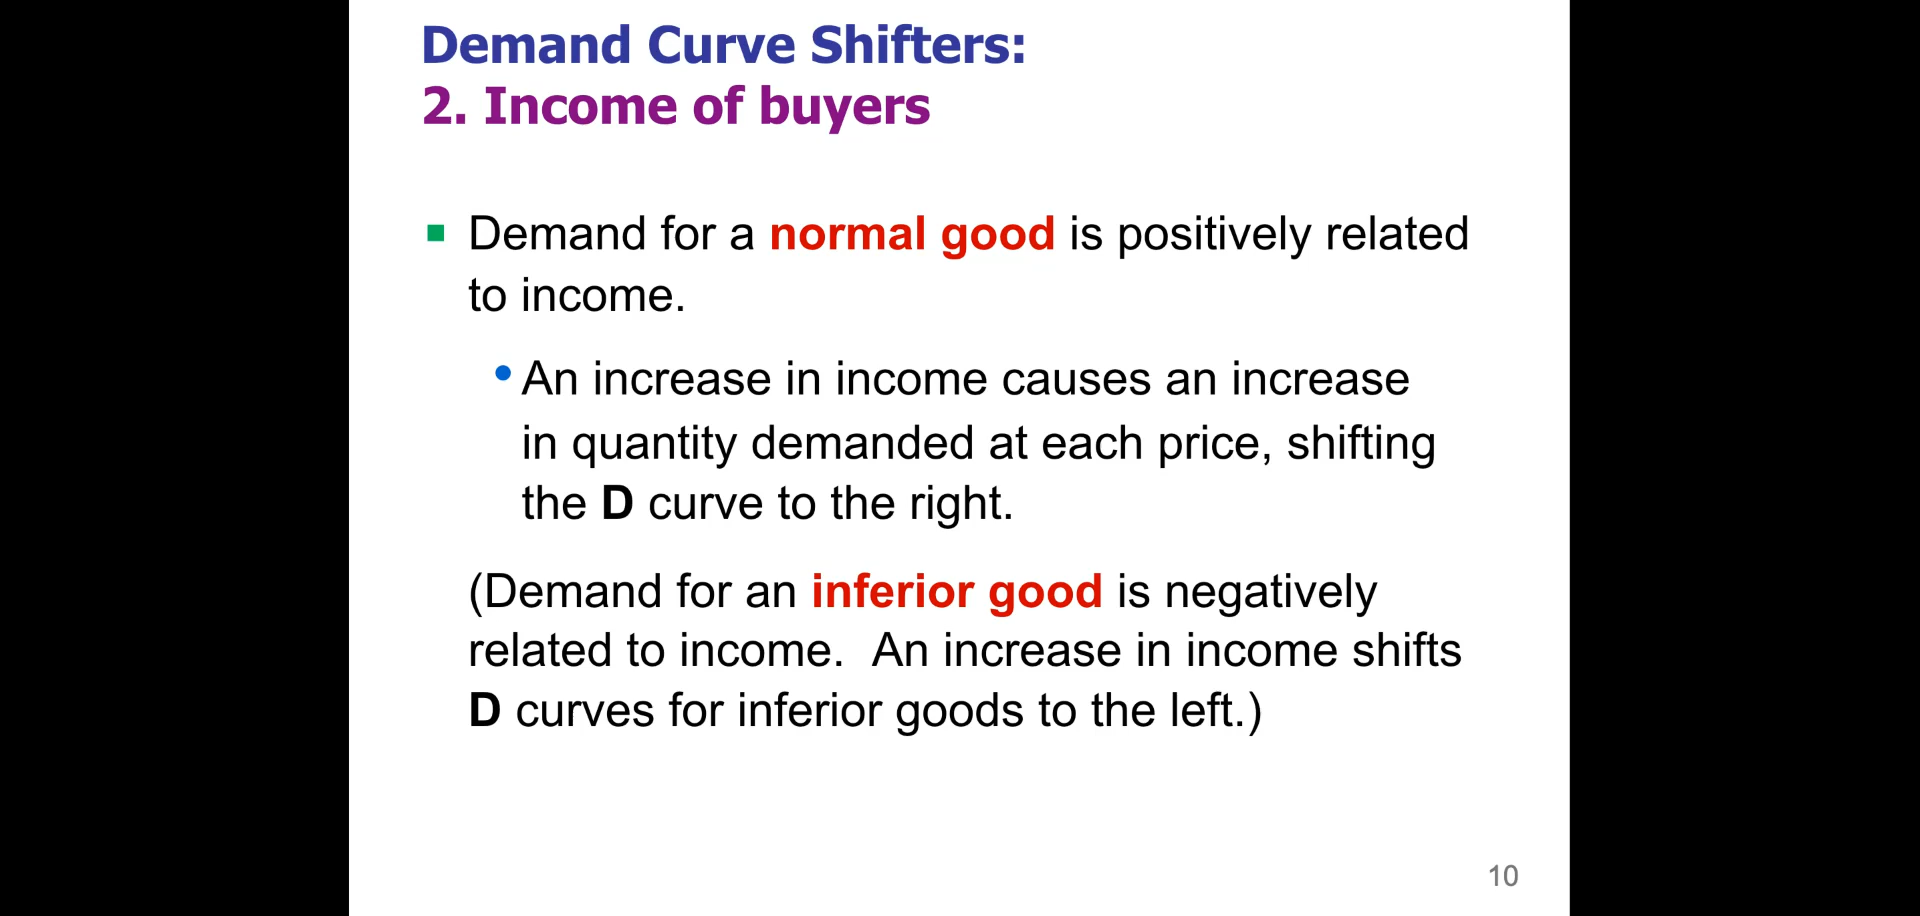 Demand Curve Shifters:
2. Income of buyers
Demand for a normal good is positively related
to income.
An increase in income causes an increase
in quantity demanded at each price, shifting
the D curve to the right.
(Demand for an inferior good is negatively
related to income.  An increase in income shifts
D curves for inferior goods to the left.)
10